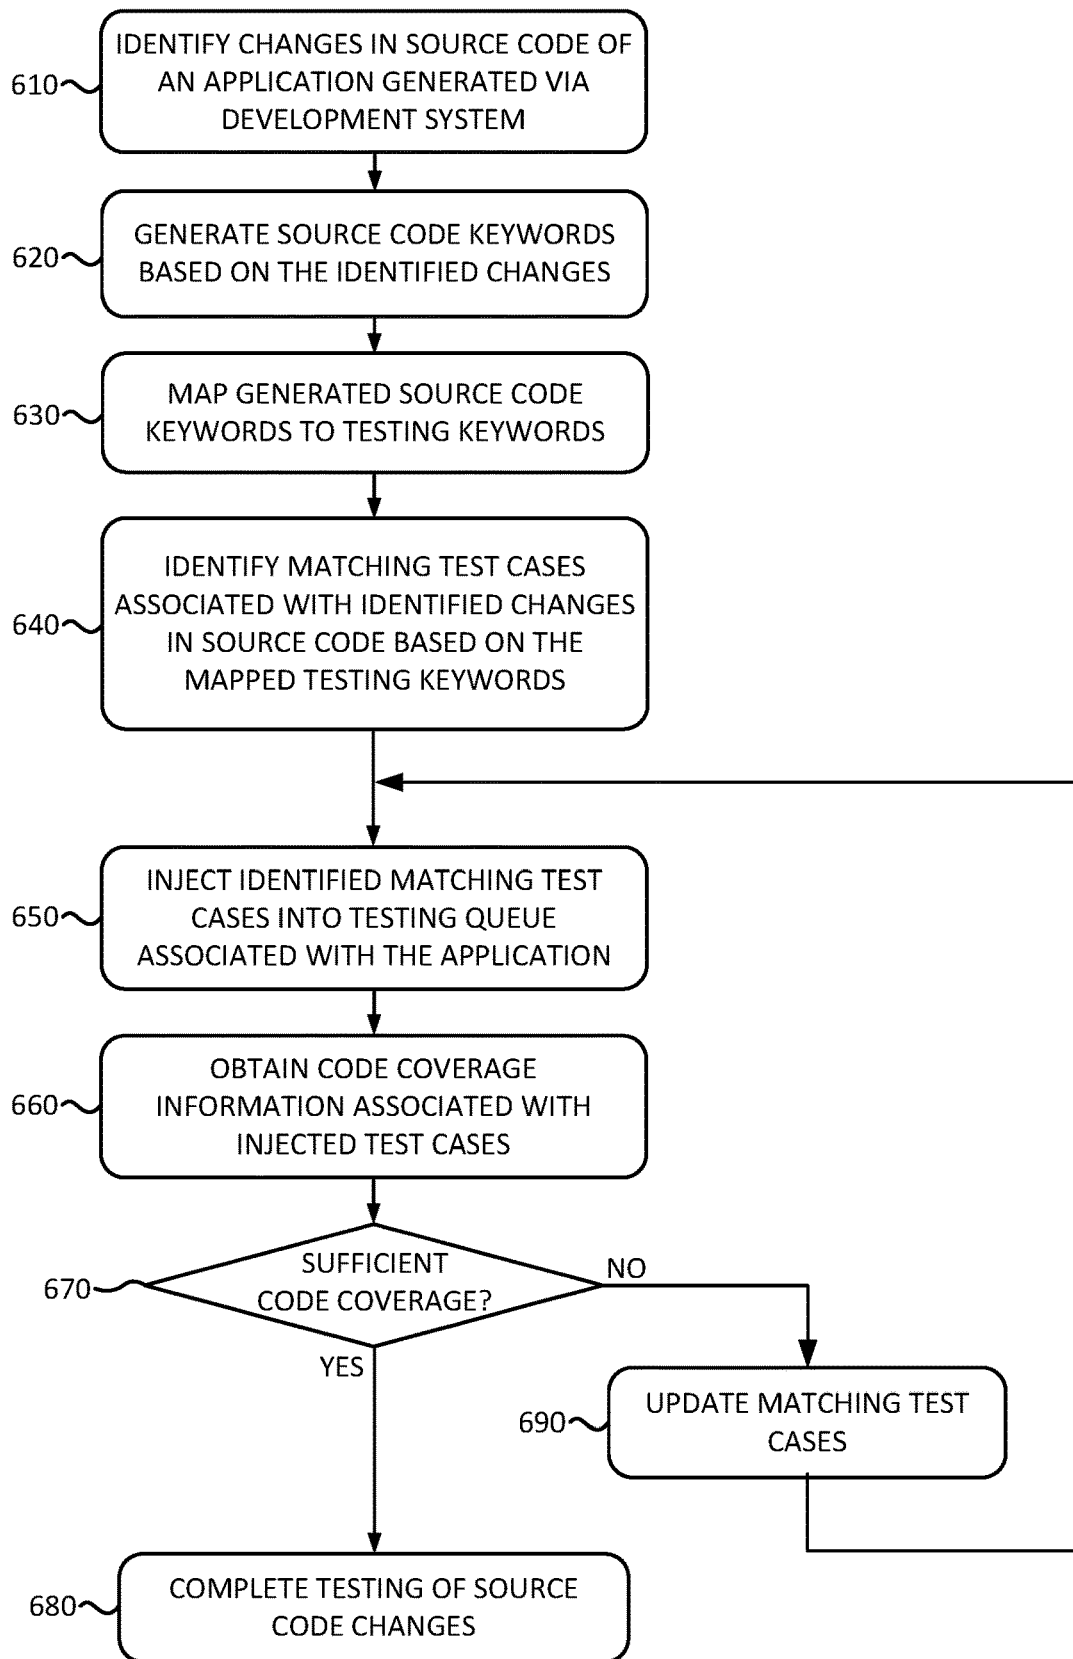 IDENTIFY CHANGES IN SOURCE CODE OF
AN APPLICATION GENERATED VIA
DEVELOPMENT SYSTEM
610
GENERATE SOURCE CODE KEYWORDS
BASED ON THE IDENTIFIED CHANGES
620
MAP GENERATED SOURCE CODE
KEYWORDS TO TESTING KEYWORDS
630
IDENTIFY MATCHING TEST CASES
ASSOCIATED WITH IDENTIFIED CHANGES
IN SOURCE CODE BASED ON THE
MAPPED TESTING KEYWORDS
640
INJECT IDENTIFIED MATCHING TEST
CASES INTO TESTING QUEUE
ASSOCIATED WITH THE APPLICATION
650
OBTAIN CODE COVERAGE
INFORMATION ASSOCIATED WITH
INJECTED TEST CASES
660
SUFFICIENT
CODE COVERAGE?
670
NO
YES
UPDATE MATCHING TEST
CASES
690
COMPLETE TESTING OF SOURCE
CODE CHANGES
680